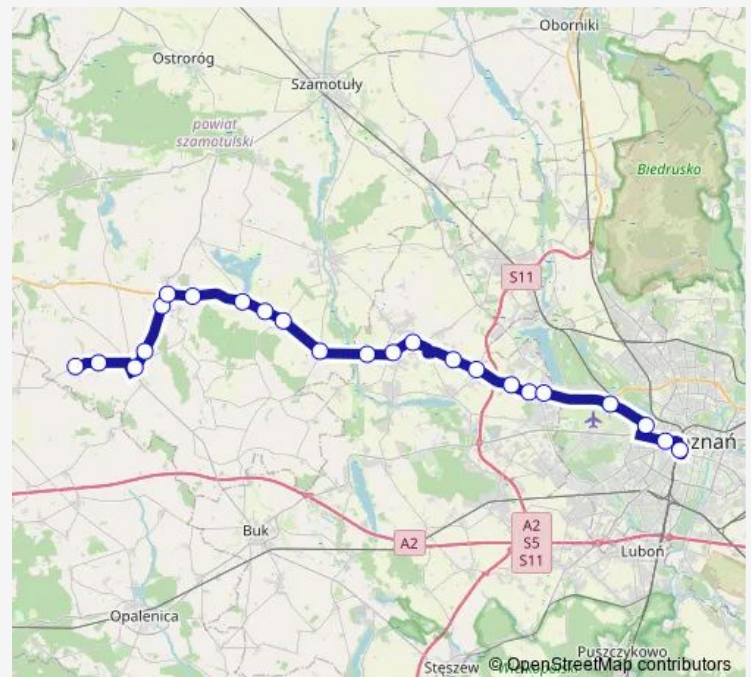 Oborniki
Ostroróg
Szamotuły
powiat
szamotulski
Biedrusko
S11
znań
Buk
A2
A2
S5
S11
Luboń
Opalenica
Puszczykowo
Stęszew
© OpenStreetMap contributors